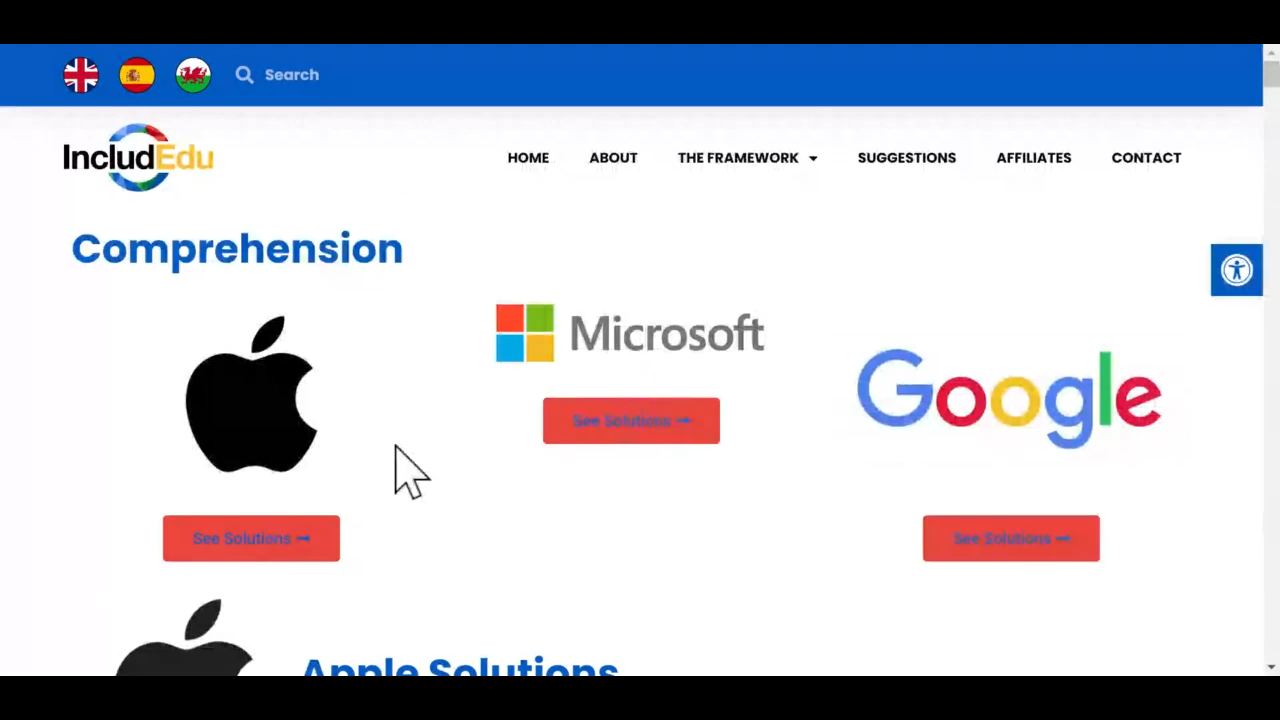 Search
IncludEdu
HOME ABOUT THE FRAMEWORK SUGGESTIONS AFFILIATES CONTACT
Comprehension
Microsoft
Google
See Solutions
See Solutions
See Solutions
Apple Solutions